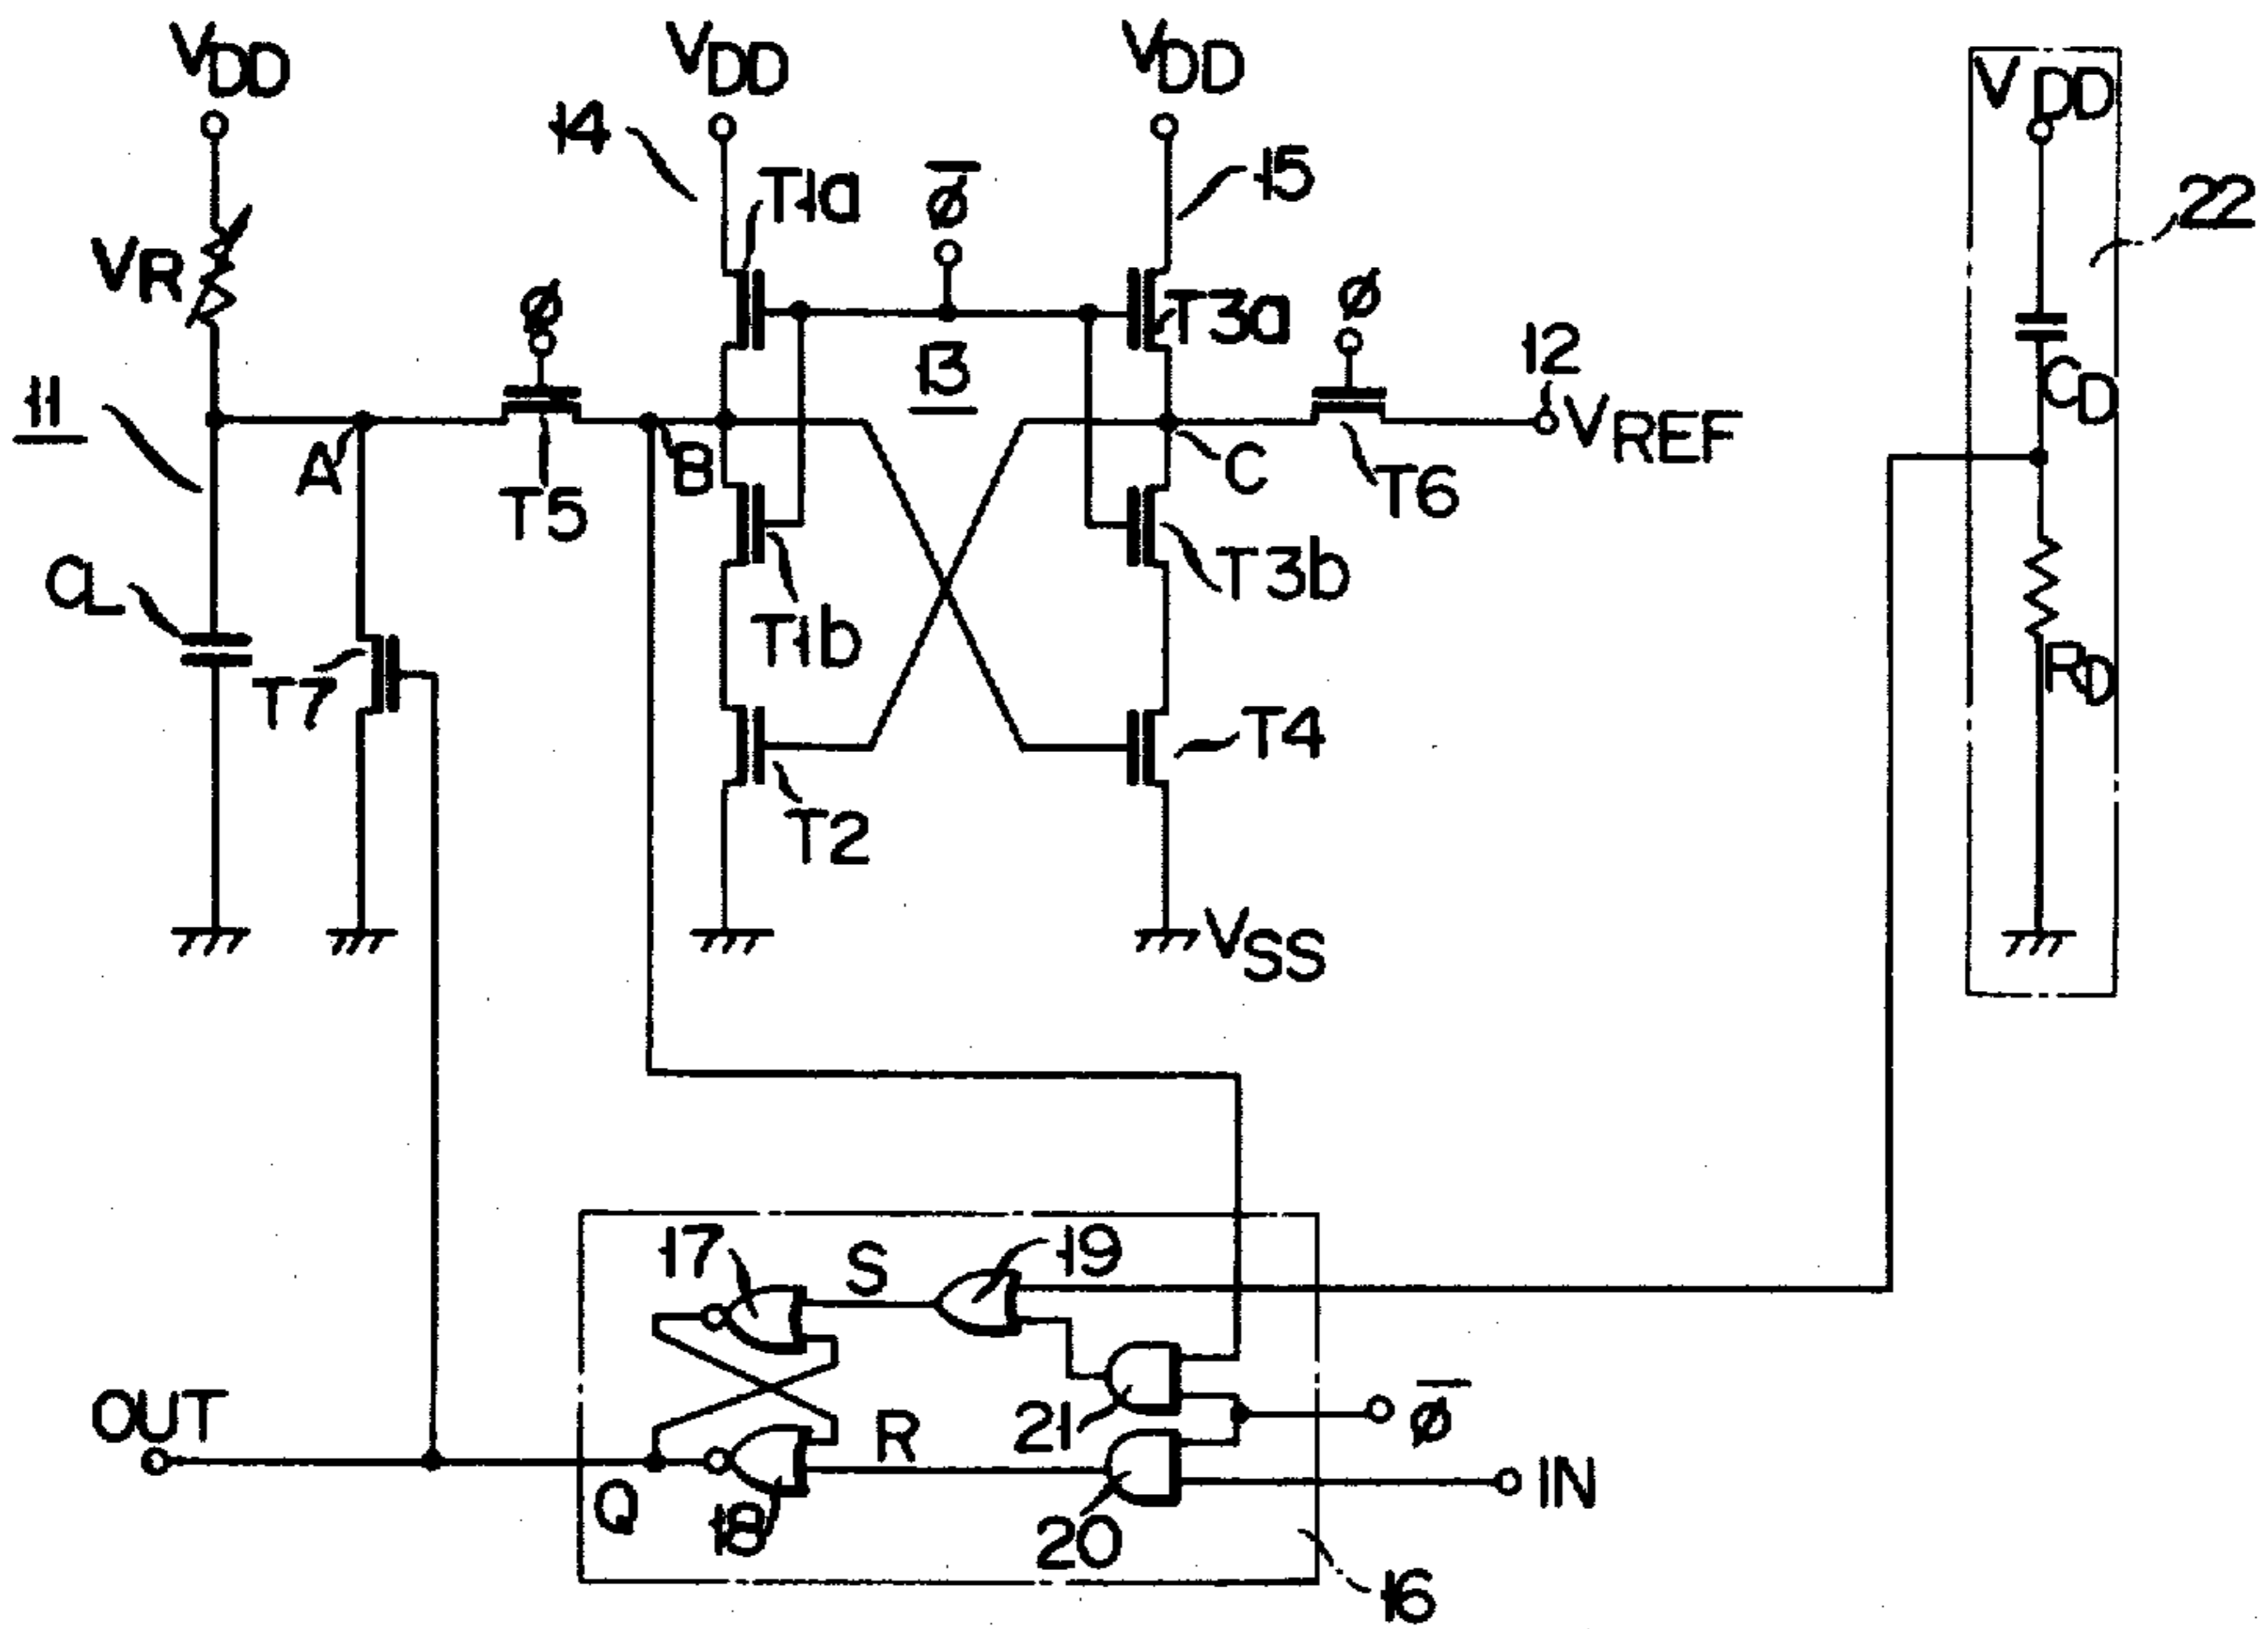 VDD
VDD
VDD
VDD
14
T1a
φ̅
15
22
VR
φ
T3a
φ
12
13
11
A
B
C
VREF
CD
T5
T6
CL
T1b
T3b
T7
T2
T4
RD
VSS
17
S
19
OUT
21
φ̅
R
IN
Q
18
20
16